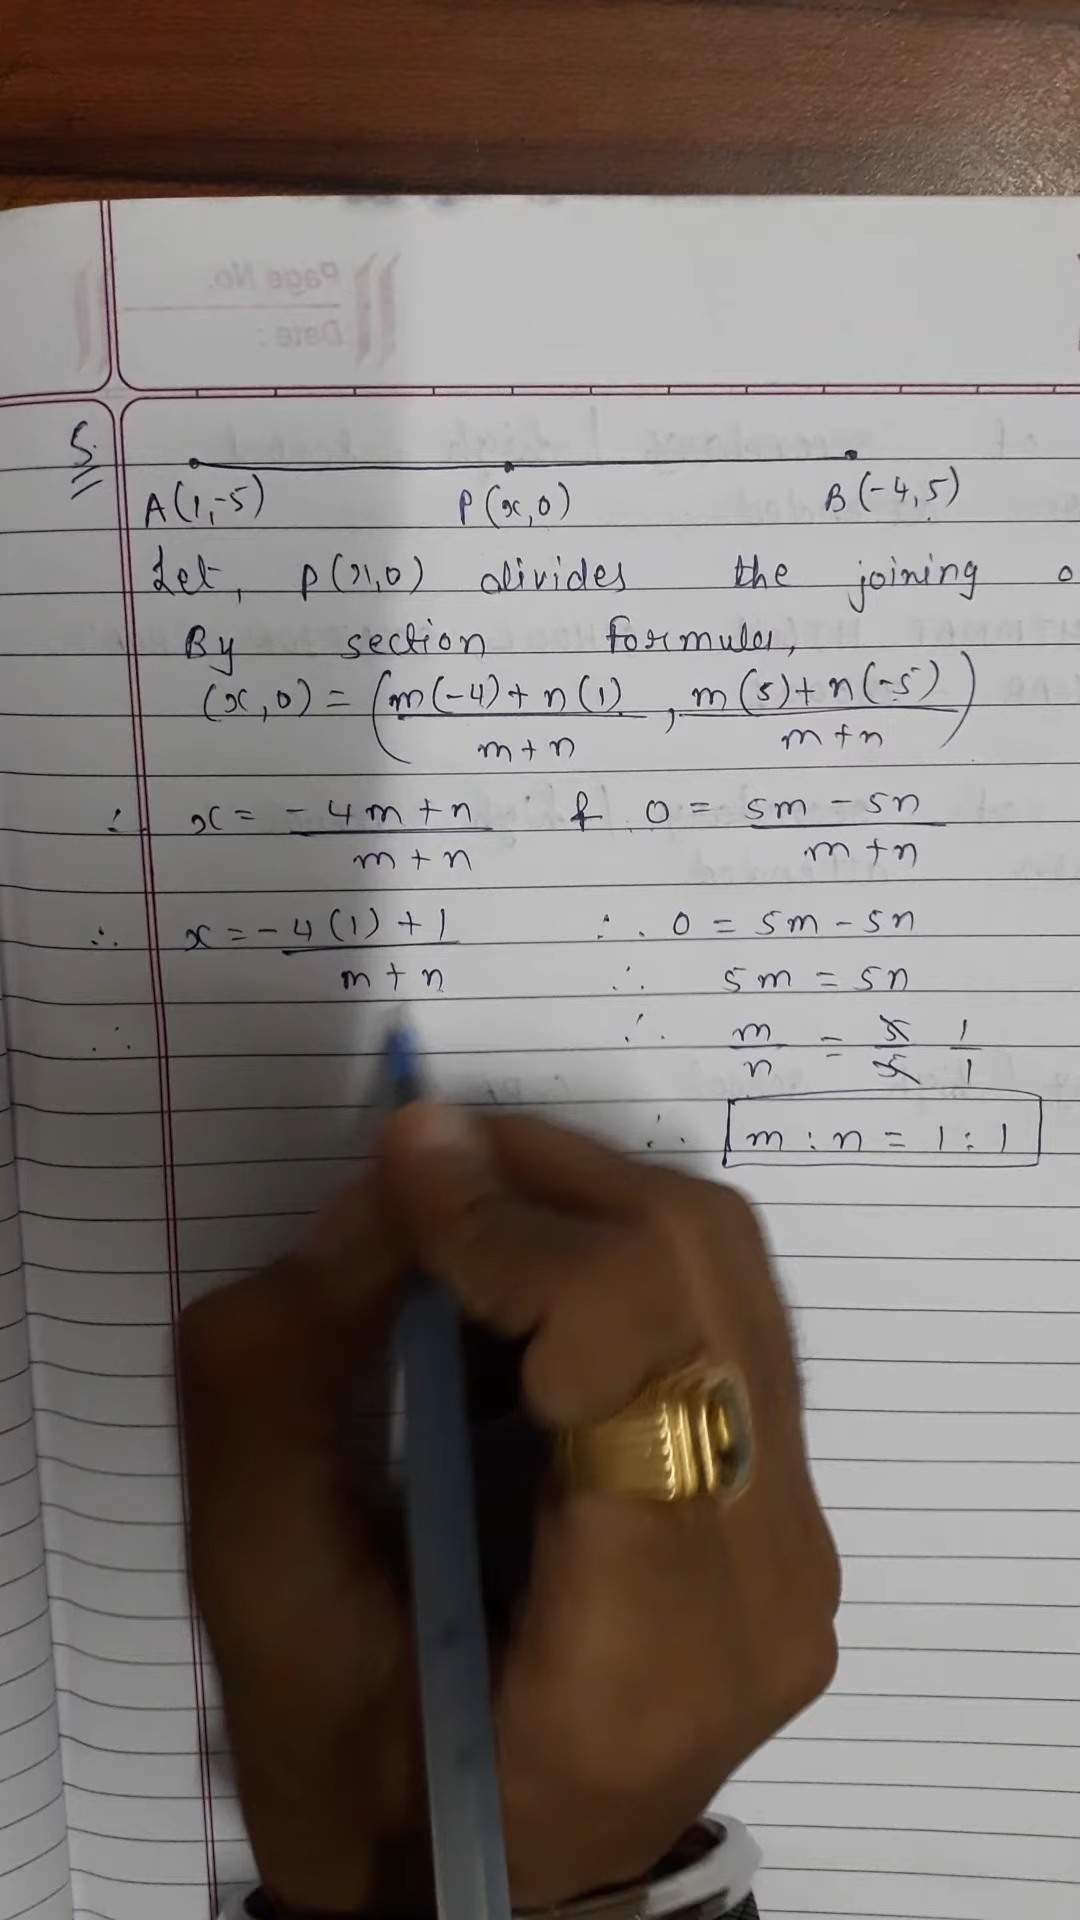 Page No.
Date:
5.
A(1,-5) P(x,0) B(-4,5)
Let, P(x,0) divides the joining o
By section formula,
(x,0) = (m(-4)+n(1)/m+n, m(5)+n(-5)/m+n)
∴ x = -4m+n/m+n & 0 = 5m-5n/m+n
∴ x = -4(1)+1/m+n ∴ 0 = 5m-5n
∴ 5m = 5n
∴ ∴ m/n = 5/5 1/1
∴ m:n = 1:1